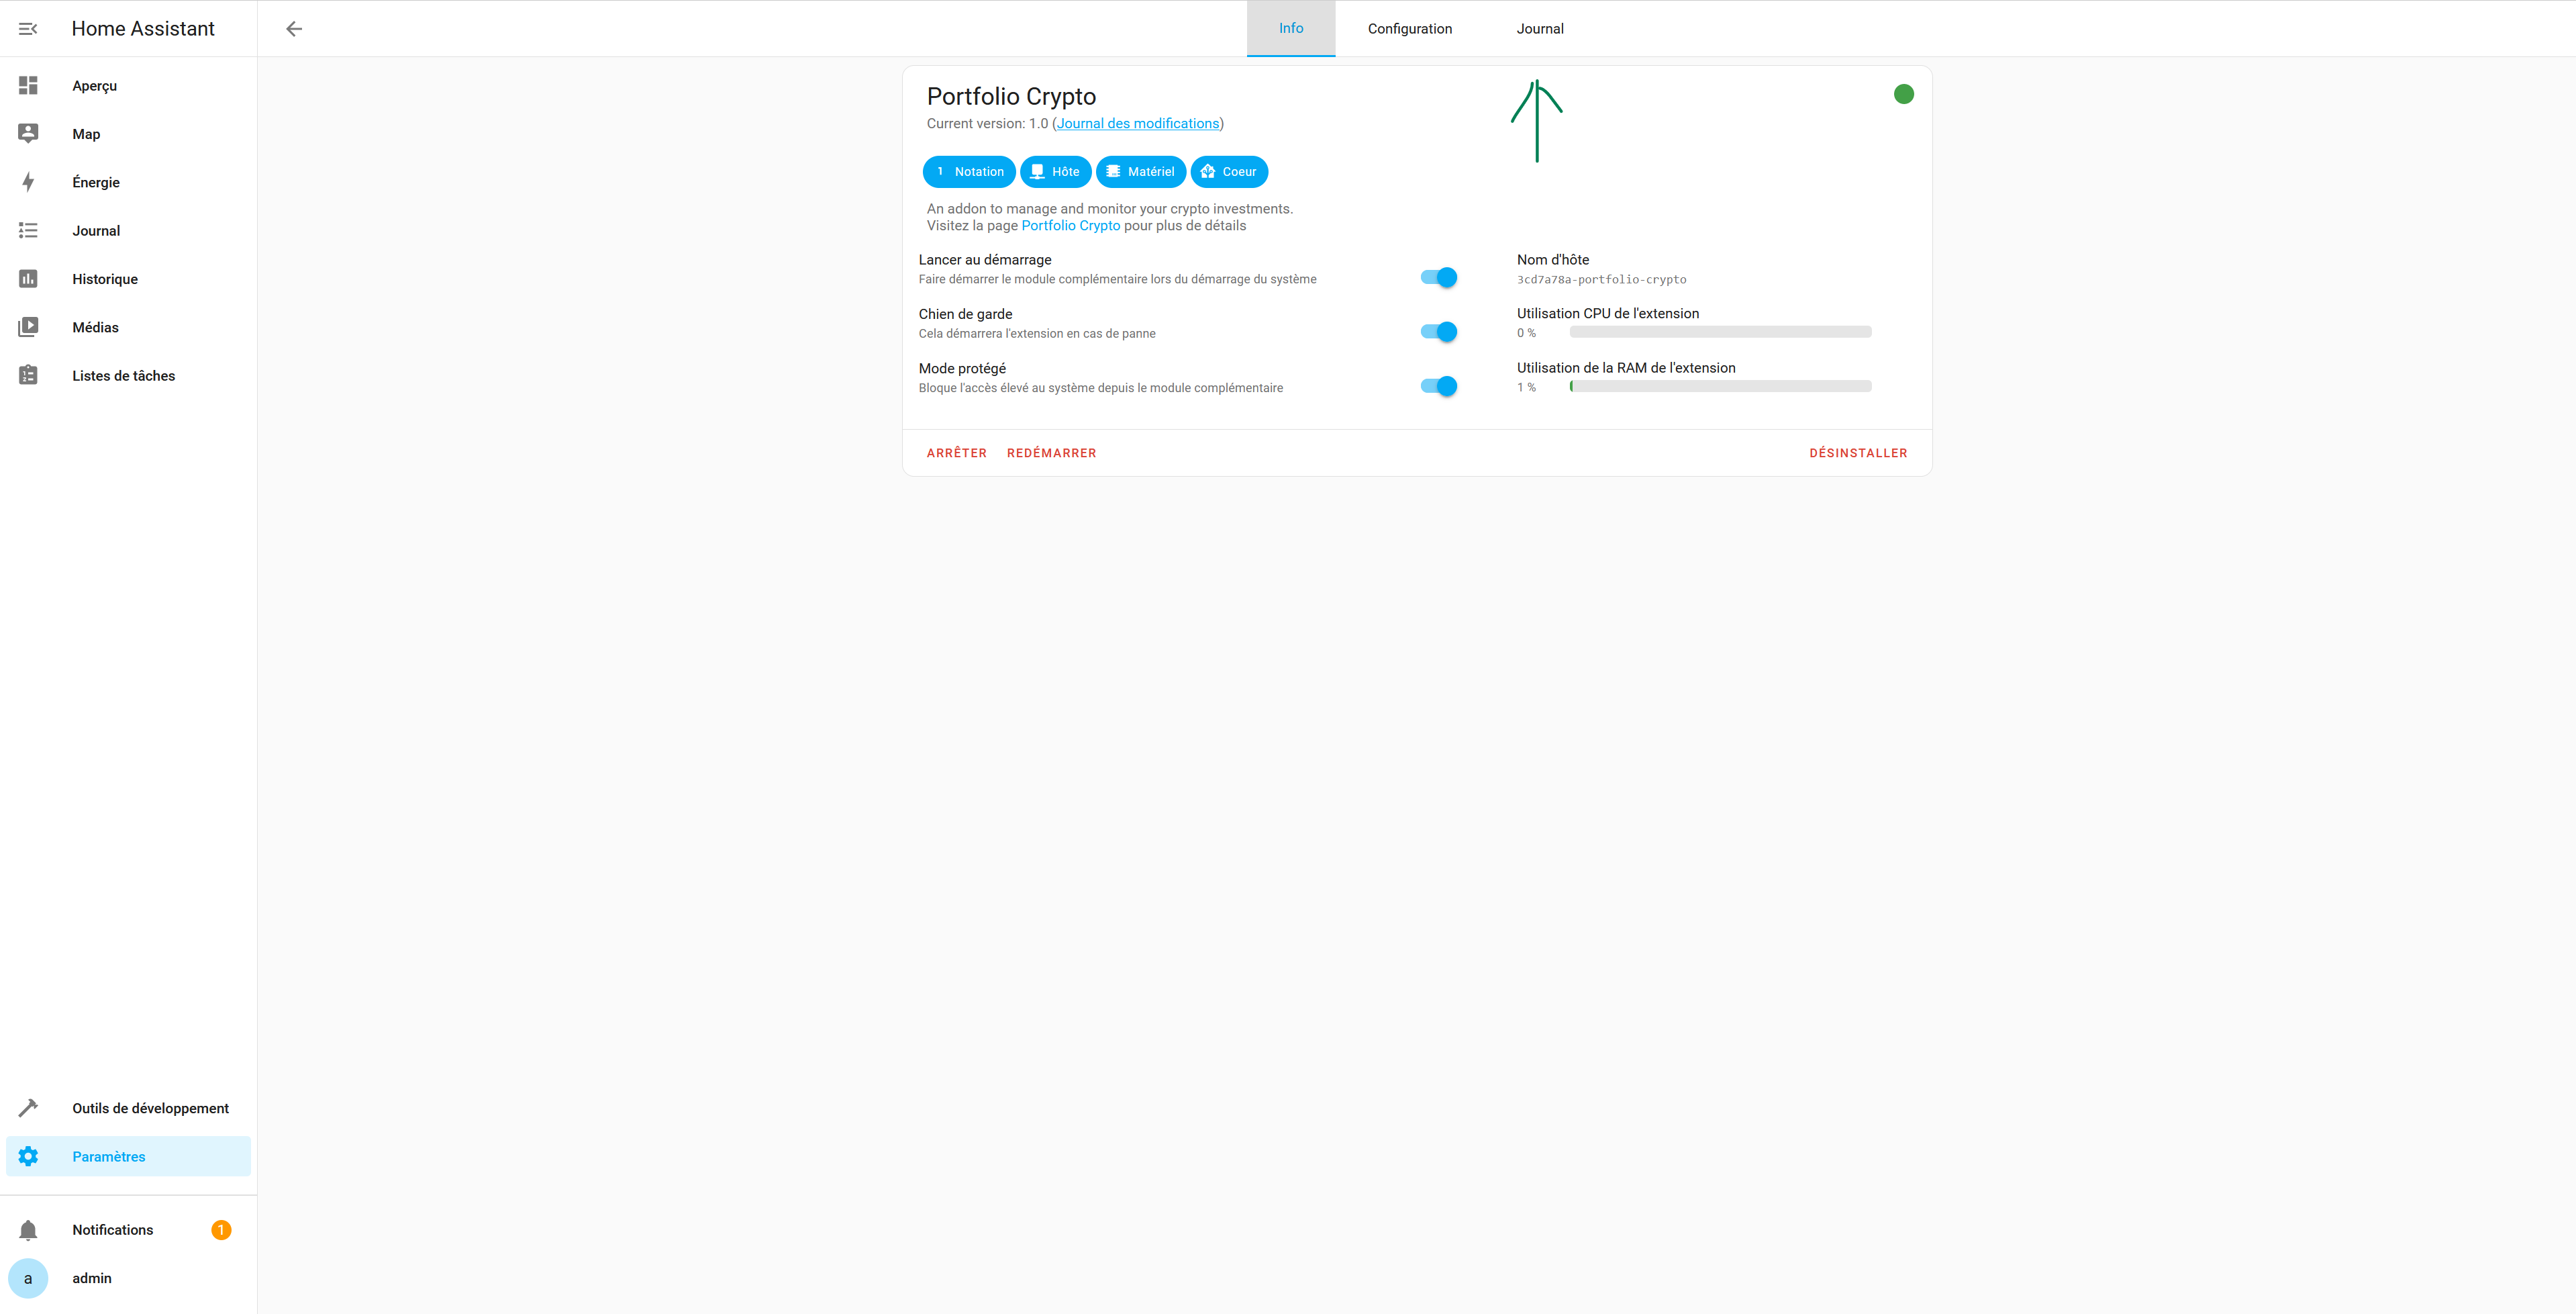 Home Assistant
Info
Configuration
Journal
Aperçu
Map
Énergie
Journal
Historique
Médias
Listes de tâches
Outils de développement
Paramètres
Notifications
1
a
admin
Portfolio Crypto
Current version: 1.0 (Journal des modifications)
1 Notation
Hôte
Matériel
Coeur
An addon to manage and monitor your crypto investments.
Visitez la page Portfolio Crypto pour plus de détails
Lancer au démarrage
Faire démarrer le module complémentaire lors du démarrage du système
Chien de garde
Cela démarrera l'extension en cas de panne
Mode protégé
Bloque l'accès élevé au système depuis le module complémentaire
Nom d'hôte
3cd7a78a-portfolio-crypto
Utilisation CPU de l'extension
0 %
Utilisation de la RAM de l'extension
1 %
ARRÊTER
REDÉMARRER
DÉSINSTALLER